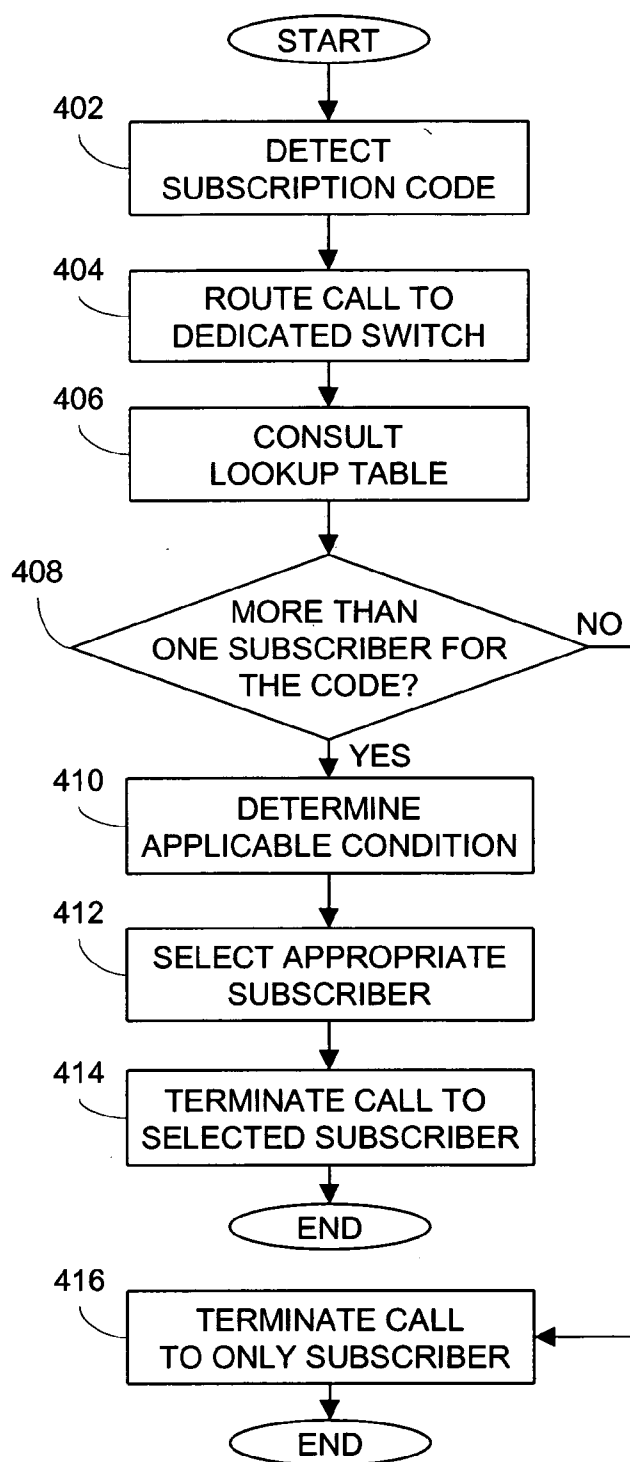 START
402
DETECT
SUBSCRIPTION CODE
404
ROUTE CALL TO
DEDICATED SWITCH
406
CONSULT
LOOKUP TABLE
408
MORE THAN
ONE SUBSCRIBER FOR
THE CODE?
NO
YES
410
DETERMINE
APPLICABLE CONDITION
412
SELECT APPROPRIATE
SUBSCRIBER
414
TERMINATE CALL TO
SELECTED SUBSCRIBER
END
416
TERMINATE CALL
TO ONLY SUBSCRIBER
END